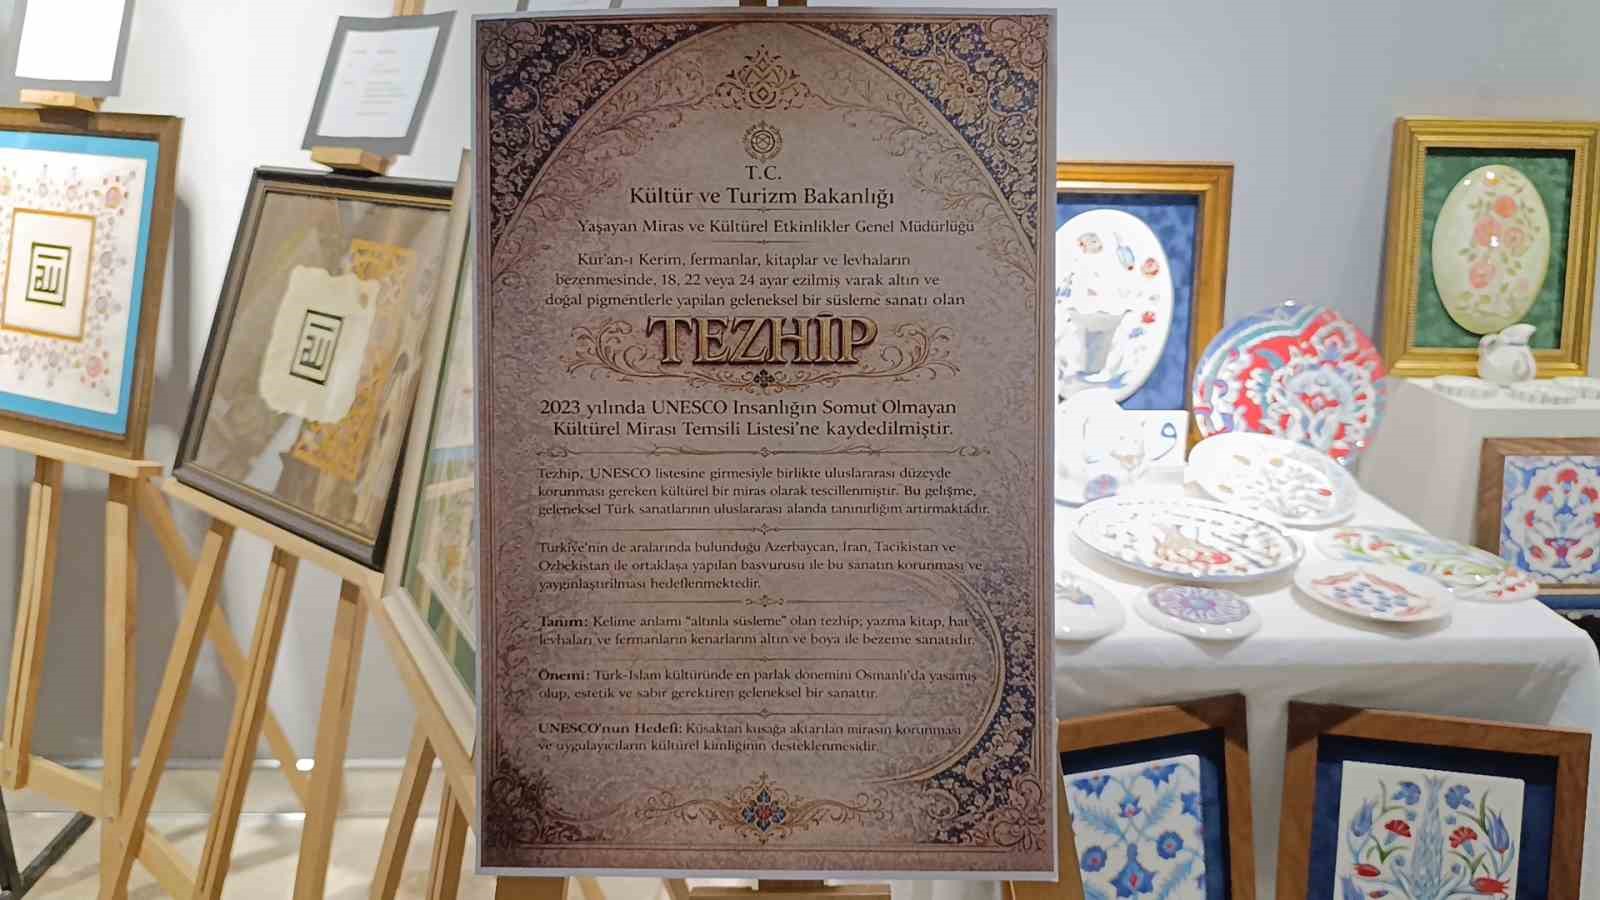 T.C.
Kültür ve Turizm Bakanlığı
Yaşayan Miras ve Kültürel Etkinlikler Genel Müdürlüğü
Kur'an-ı Kerim, fermanlar, kitaplar ve levhaların
bezenmesinde, 18, 22 veya 24 ayar ezilmiş varak altın ve
doğal pigmentlerle yapılan geleneksel bir süsleme sanatı olan
TEZHİP
2023 yılında UNESCO Insanlığın Somut Olmayan
Kültürel Mirası Temsili Listesi'ne kaydedilmiştir.
Tezhip, UNESCO listesine girmesiyle birlikte uluslararası düzeyde
korunması gereken kültürel bir miras olarak tescillenmiştir. Bu gelişme,
geleneksel Türk sanatlarının uluslararası alanda tanınırlığım artırmaktadır.
Türkiye'nin de aralarında bulunduğu Azerbaycan, Iran, Tacikistan ve
Ozbekistan ile ortaklaşa yapılan basvurusu ile bu sanatın korunması ve
yaygınlaştırılması hedeflenmektedir.
Tanım: Kelime anlamı "altınla süsleme" olan tezhip; yazma kitap, hat
levhaları ve fermanların kenarlarını altın ve boya ile bezeme sanatıdır.
Önemi: Türk-Islam kültüründe en parlak dönemini Osmanlı'da yasamış
olup, estetik ve sabır gerektiren geleneksel bir sanattır.
UNESCO'nun Hedefi: Kuşaktan kuşağa aktarılan mirasın korunması
ve uygulayıcıların kültürel kimliğinin desteklenmesidir.